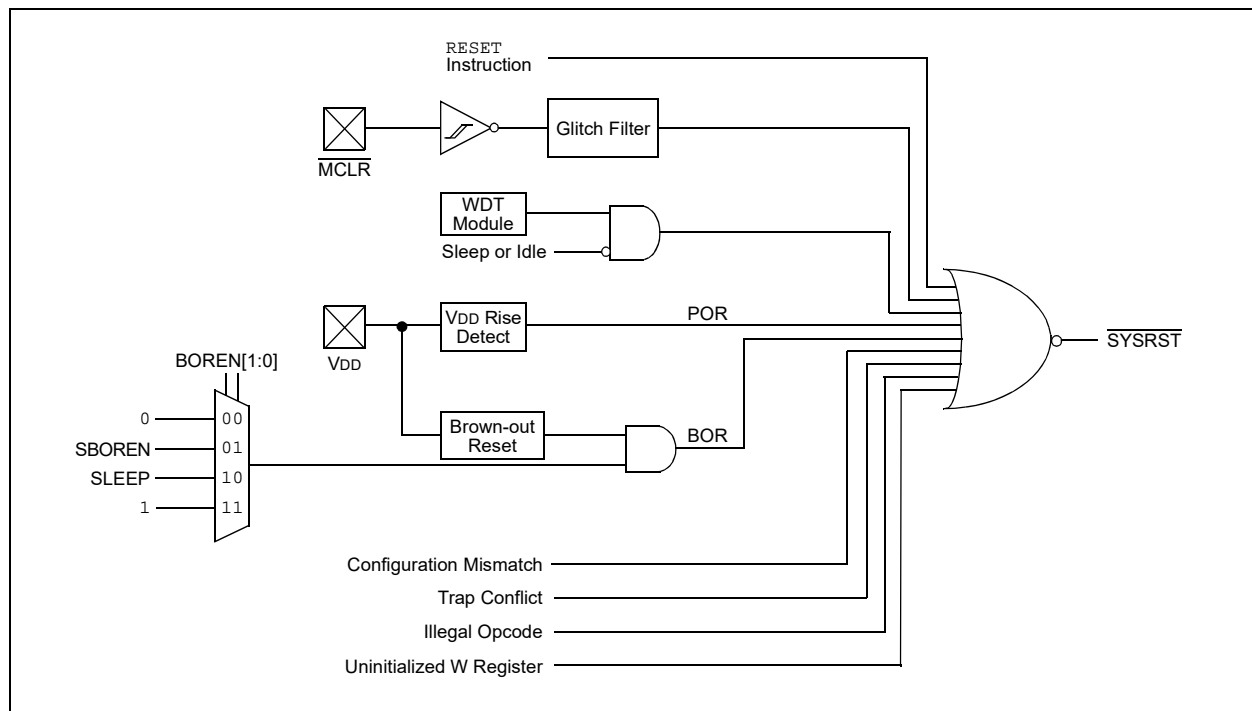 RESET
Instruction
Glitch Filter
MCLR
WDT
Module
Sleep or Idle
VDD Rise
Detect
POR
VDD
SYSRST
BOREN[1:0]
0
00
SBOREN
01
SLEEP
10
1
11
Brown-out
Reset
BOR
Configuration Mismatch
Trap Conflict
Illegal Opcode
Uninitialized W Register